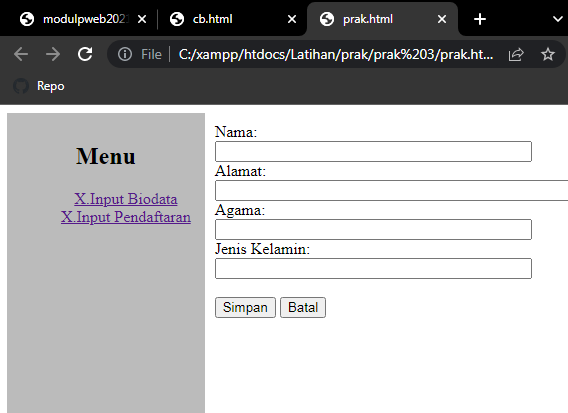 modulpweb202
cb.html
prak.html
File C:/xampp/htdocs/Latihan/prak/prak%203/prak.ht...
Repo
Menu
X.Input Biodata
X.Input Pendaftaran
Nama:
Alamat:
Agama:
Jenis Kelamin:
Simpan Batal